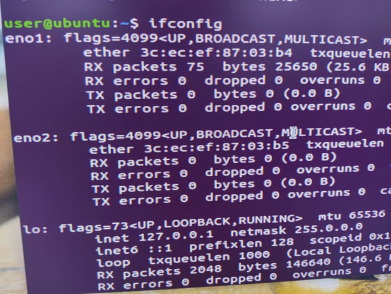 user@ubuntu:~$ ifconfig
eno1: flags=4099<UP,BROADCAST,MULTICAST>
ether 3c:ec:ef:87:03:b4 txqueuelen
RX packets 75 bytes 25650 (25.6 KB
RX errors 0 dropped 0 overruns 0
TX packets 0 bytes 0 (0.0 B)
TX errors 0 dropped 0 overruns 0
eno2: flags=4099<UP,BROADCAST,MULTICAST> mt
ether 3c:ec:ef:87:03:b5 txqueuelen
RX packets 0 bytes 0 (0.0 B)
RX errors 0 dropped 0 overruns 0
TX packets 0 bytes 0 (0.0 B)
TX errors 0 dropped 0 overruns 0 ca
lo: flags=73<UP,LOOPBACK,RUNNING> mtu 65536
inet 127.0.0.1 netmask 255.0.0.0
inet6 ::1 prefixlen 128 scopeid 0x1
loop txqueuelen 1000 (Local Loopbac
RX packets 2048 bytes 146640 (146.6
RX errors 0 dropped 0 overruns 0 fr